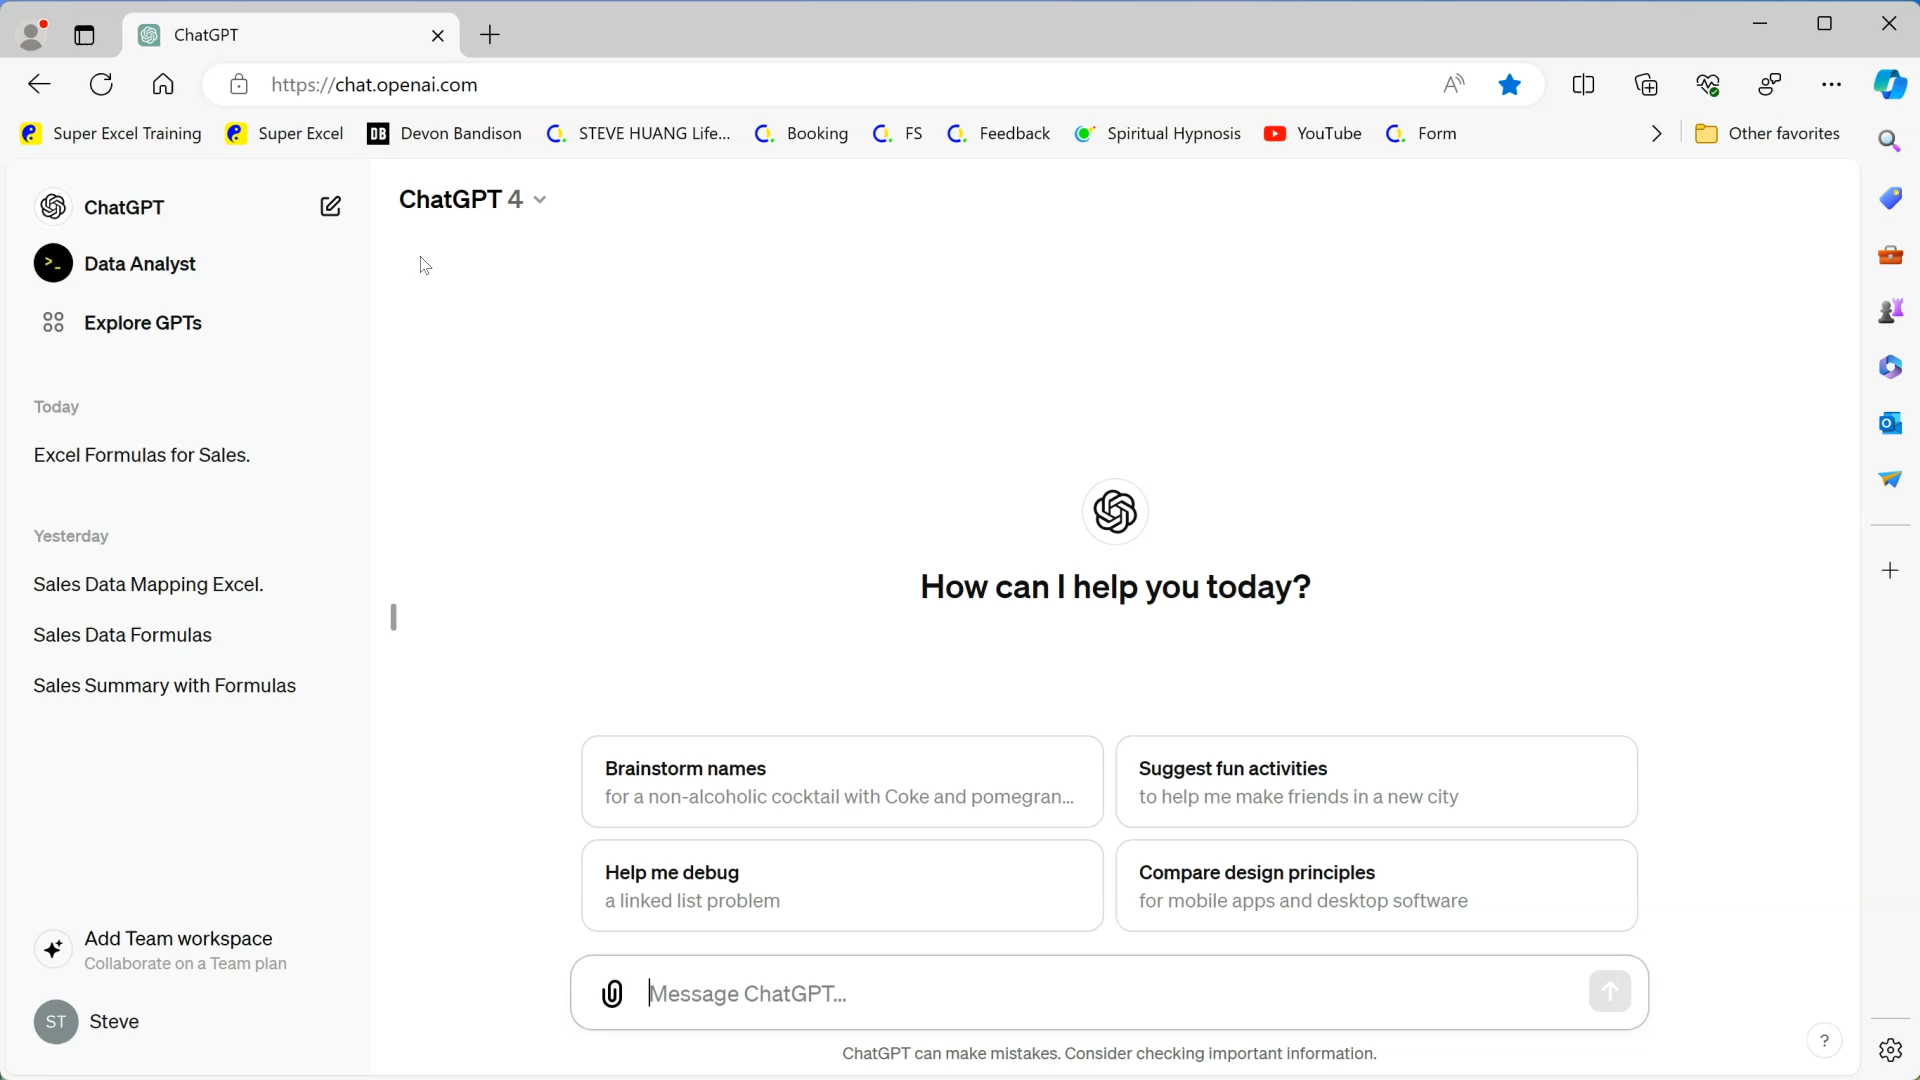 ChatGPT
https://chat.openai.com
Super Excel Training
Super Excel
DB
Devon Bandison
STEVE HUANG Life...
Booking
FS
Feedback
Spiritual Hypnosis
YouTube
Form
Other favorites
ChatGPT
Data Analyst
Explore GPTs
Today
Excel Formulas for Sales.
Yesterday
Sales Data Mapping Excel.
Sales Data Formulas
Sales Summary with Formulas
Add Team workspace
Collaborate on a Team plan
ST
Steve
ChatGPT 4
How can I help you today?
Brainstorm names
for a non-alcoholic cocktail with Coke and pomegran...
Suggest fun activities
to help me make friends in a new city
Help me debug
a linked list problem
Compare design principles
for mobile apps and desktop software
Message ChatGPT...
ChatGPT can make mistakes. Consider checking important information.
?